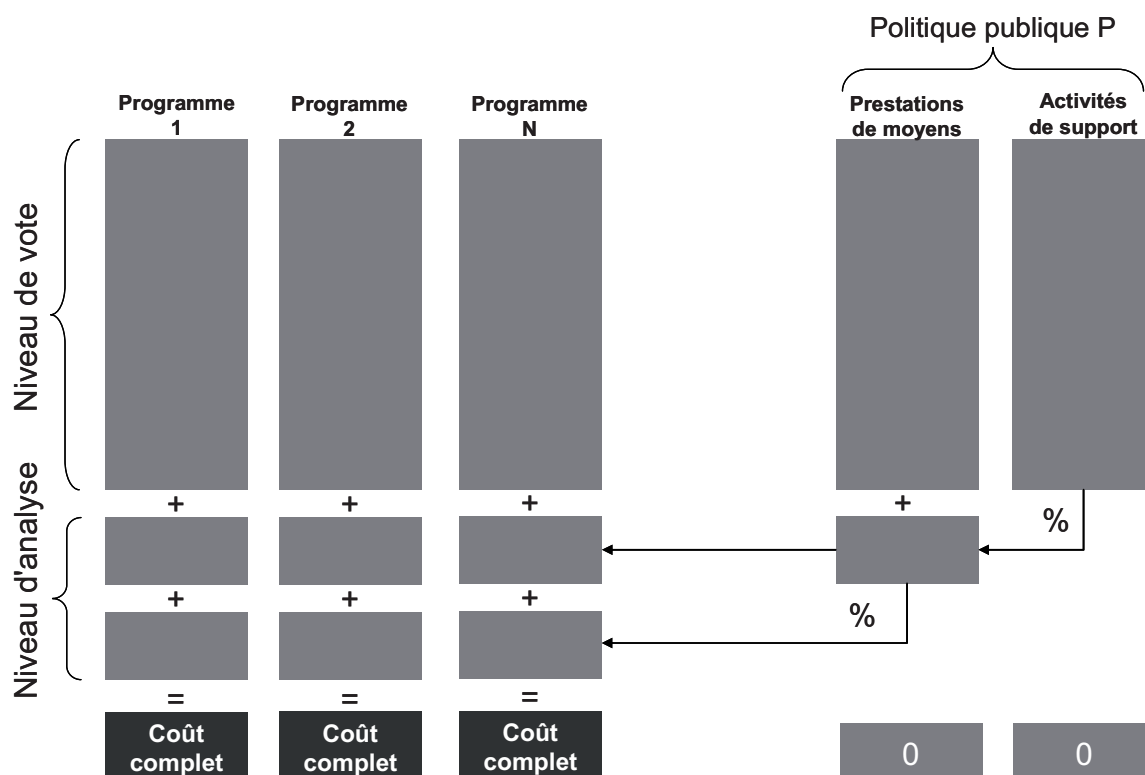 Politique publique P
Programme
1
Programme
2
Programme
N
Prestations
de moyens
Activités
de support
Niveau de vote
+
+
+
+
%
Niveau d'analyse
+
+
+
%
=
=
=
Coût
complet
Coût
complet
Coût
complet
0
0